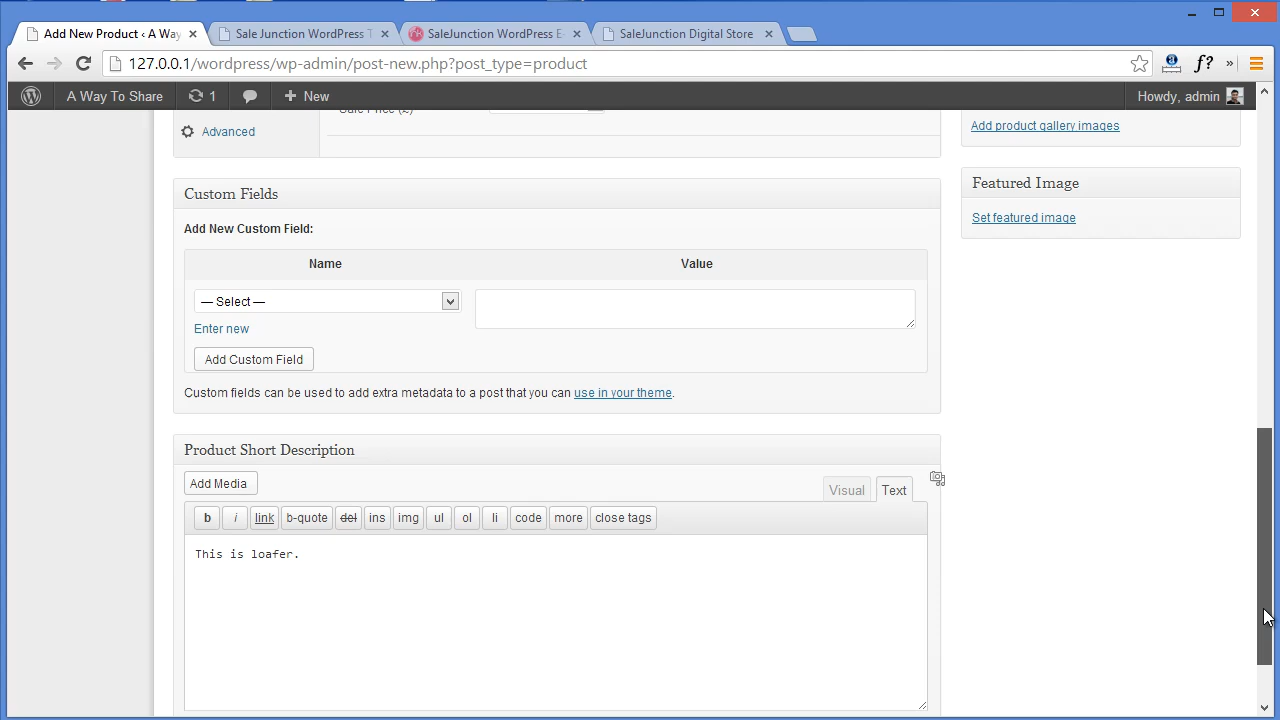 Add New Product ‹ A Way
Sale Junction WordPress T
SaleJunction WordPress E-
SaleJunction Digital Store
127.0.0.1/wordpress/wp-admin/post-new.php?post_type=product
f? »
A Way To Share 1 New Howdy, admin
Sale Price
Advanced
Add product gallery images
Custom Fields
Featured Image
Set featured image
Add New Custom Field:
Name Value
— Select —
Enter new
Add Custom Field
Custom fields can be used to add extra metadata to a post that you can use in your theme.
Product Short Description
Add Media
Visual Text
b i link b-quote del ins img ul ol li code more close tags
This is loafer.